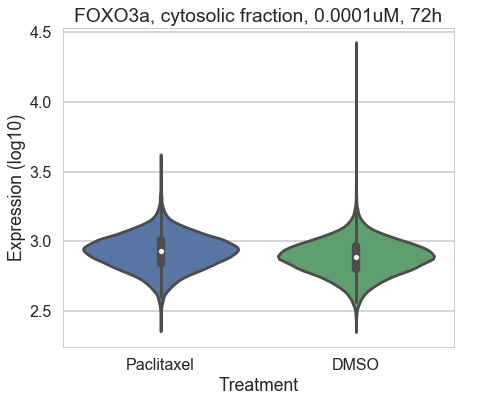 FOXO3a, cytosolic fraction, 0.0001uM, 72h
4.5
4.0
3.5
3.0
2.5
Expression (log10)
Paclitaxel DMSO
Treatment